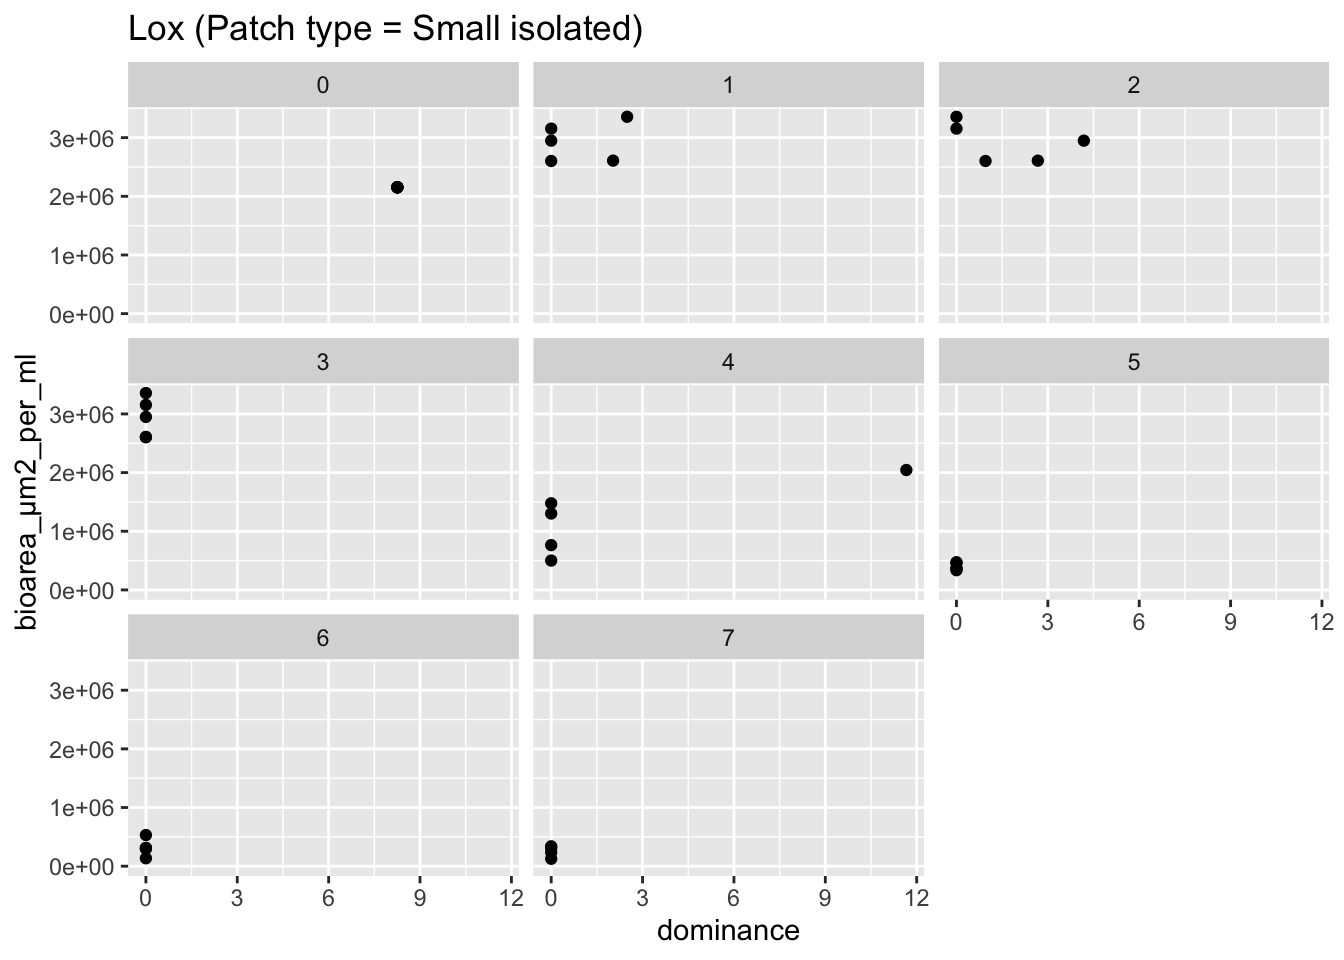 Lox (Patch type = Small isolated)
0 1 2
3e+06
2e+06
1e+06
0e+00
3 4 5
3e+06
2e+06
1e+06
0e+00
0 3 6 9 12
6 7
3e+06
2e+06
1e+06
0e+00
0 3 6 9 12 0 3 6 9 12
dominance
bioarea_µm2_per_ml